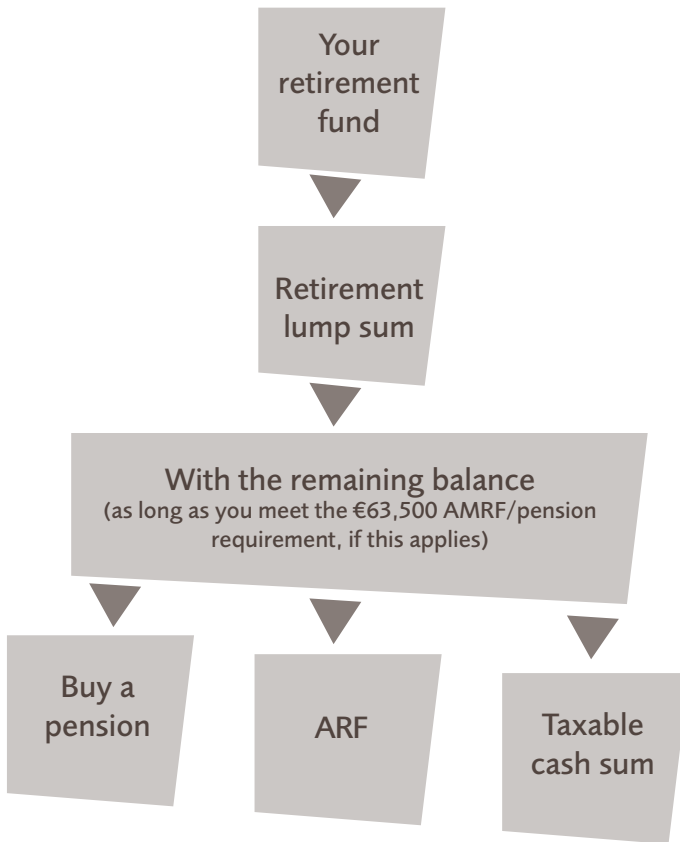 Your
retirement
fund
Retirement
lump sum
With the remaining balance
(as long as you meet the €63,500 AMRF/pension
requirement, if this applies)
Buy a
pension
ARF
Taxable
cash sum